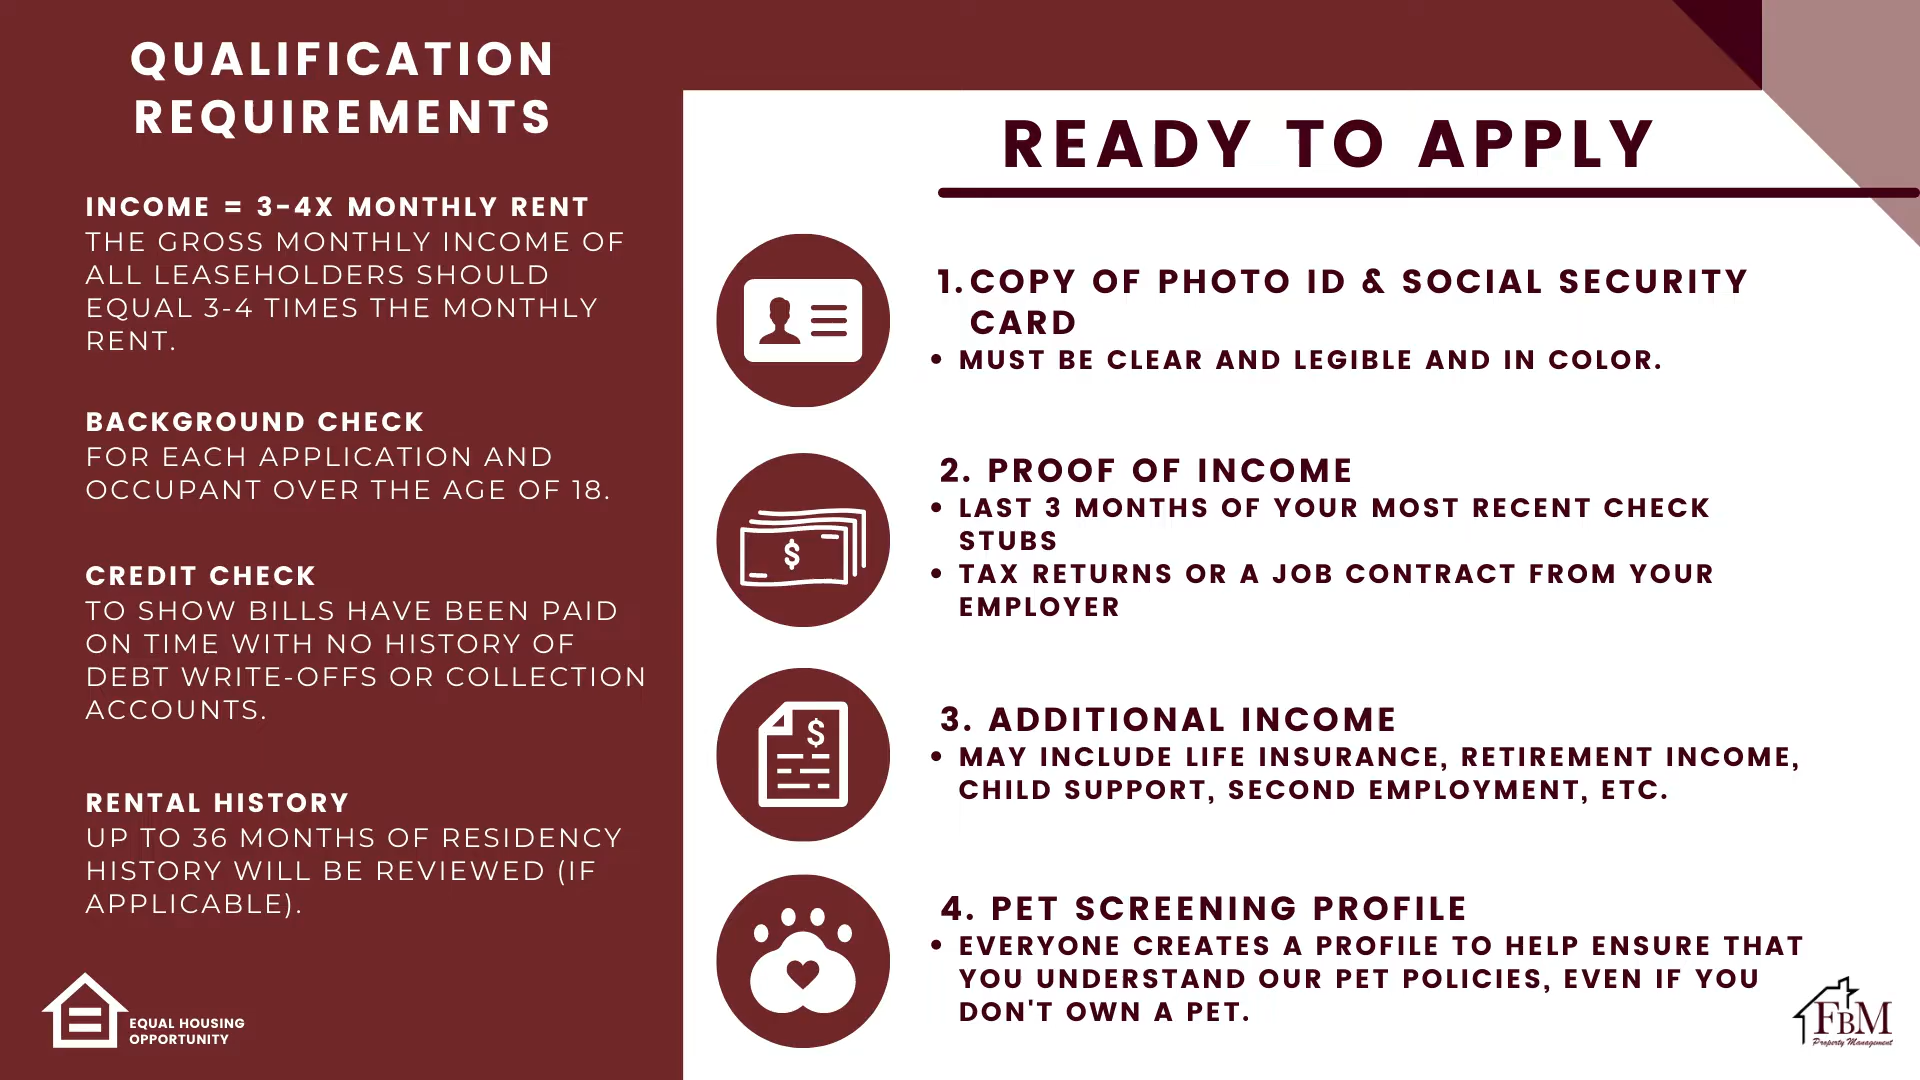 QUALIFICATION
REQUIREMENTS
INCOME = 3-4X MONTHLY RENT
THE GROSS MONTHLY INCOME OF
ALL LEASEHOLDERS SHOULD
EQUAL 3-4 TIMES THE MONTHLY
RENT.
BACKGROUND CHECK
FOR EACH APPLICATION AND
OCCUPANT OVER THE AGE OF 18.
CREDIT CHECK
TO SHOW BILLS HAVE BEEN PAID
ON TIME WITH NO HISTORY OF
DEBT WRITE-OFFS OR COLLECTION
ACCOUNTS.
RENTAL HISTORY
UP TO 36 MONTHS OF RESIDENCY
HISTORY WILL BE REVIEWED (IF
APPLICABLE).
EQUAL HOUSING
OPPORTUNITY
READY TO APPLY
1. COPY OF PHOTO ID & SOCIAL SECURITY
CARD
• MUST BE CLEAR AND LEGIBLE AND IN COLOR.
2. PROOF OF INCOME
• LAST 3 MONTHS OF YOUR MOST RECENT CHECK
STUBS
• TAX RETURNS OR A JOB CONTRACT FROM YOUR
EMPLOYER
3. ADDITIONAL INCOME
• MAY INCLUDE LIFE INSURANCE, RETIREMENT INCOME,
CHILD SUPPORT, SECOND EMPLOYMENT, ETC.
4. PET SCREENING PROFILE
• EVERYONE CREATES A PROFILE TO HELP ENSURE THAT
YOU UNDERSTAND OUR PET POLICIES, EVEN IF YOU
DON'T OWN A PET.
FBM
Property Management